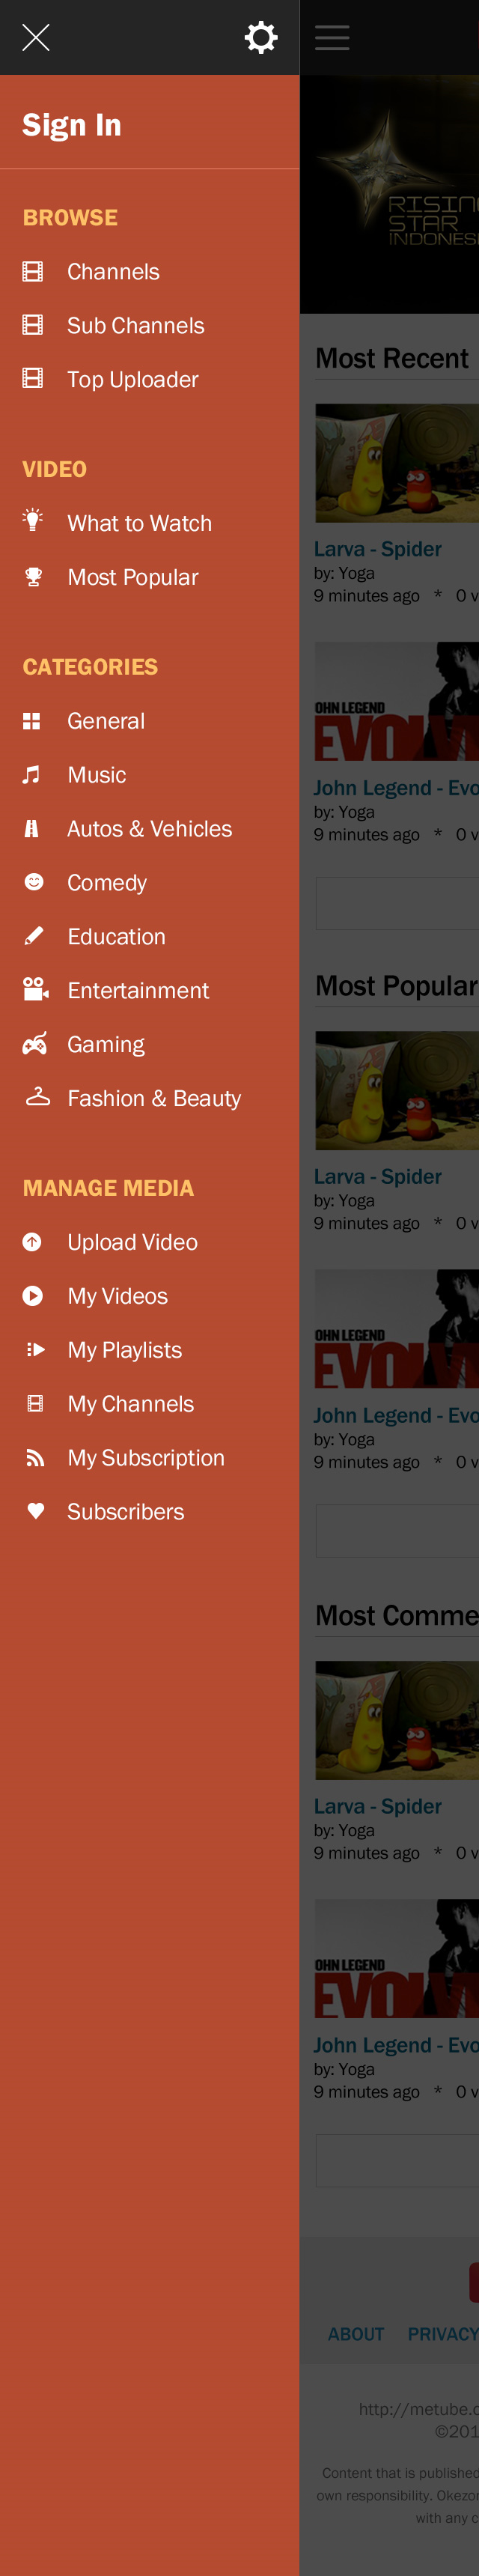 Sign In
BROWSE
Channels
Sub Channels
Top Uploader
VIDEO
What to Watch
Most Popular
CATEGORIES
General
Music
Autos & Vehicles
Comedy
Education
Entertainment
Gaming
Fashion & Beauty
MANAGE MEDIA
Upload Video
My Videos
My Playlists
My Channels
My Subscription
Subscribers
RISING
STAR
INDONES
Most Recent
Larva - Spider
by: Yoga
9 minutes ago * 0 v
OHN LEGEND
EVOL
John Legend - Evo
by: Yoga
9 minutes ago * 0 v
Most Popular
Larva - Spider
by: Yoga
9 minutes ago * 0 v
OHN LEGEND
EVOL
John Legend - Evo
by: Yoga
9 minutes ago * 0 v
Most Comme
Larva - Spider
by: Yoga
9 minutes ago * 0 v
OHN LEGEND
EVOL
John Legend - Evo
by: Yoga
9 minutes ago * 0 v
ABOUT PRIVACY
http://metube.c
©201
Content that is published
own responsibility. Okezon
with any c